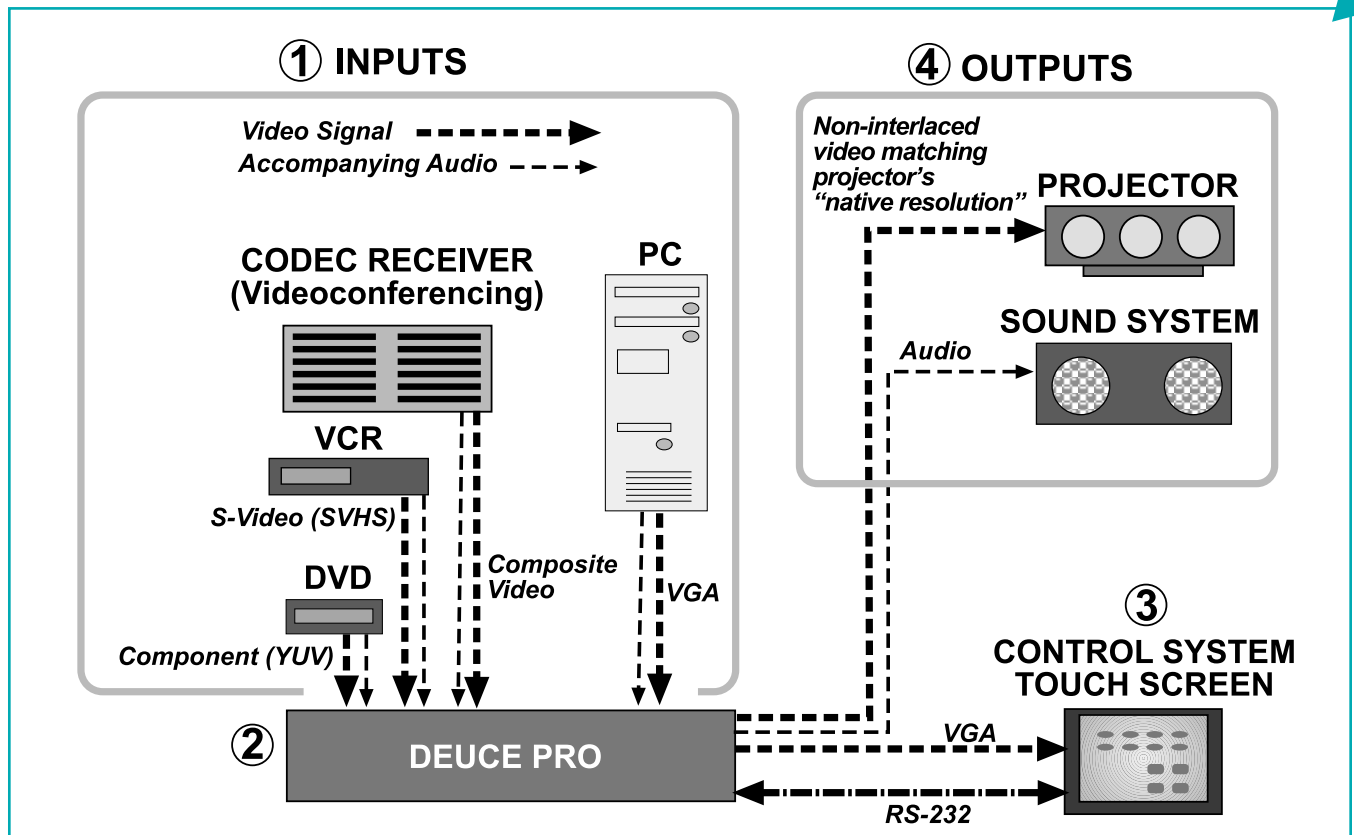 ① INPUTS
Video Signal
Accompanying Audio
CODEC RECEIVER
(Videoconferencing)
PC
VCR
S-Video (SVHS)
DVD
Component (YUV)
Composite
Video
VGA
② DEUCE PRO
④ OUTPUTS
Non-interlaced
video matching
projector’s
“native resolution”
PROJECTOR
SOUND SYSTEM
Audio
③
CONTROL SYSTEM
TOUCH SCREEN
VGA
RS-232